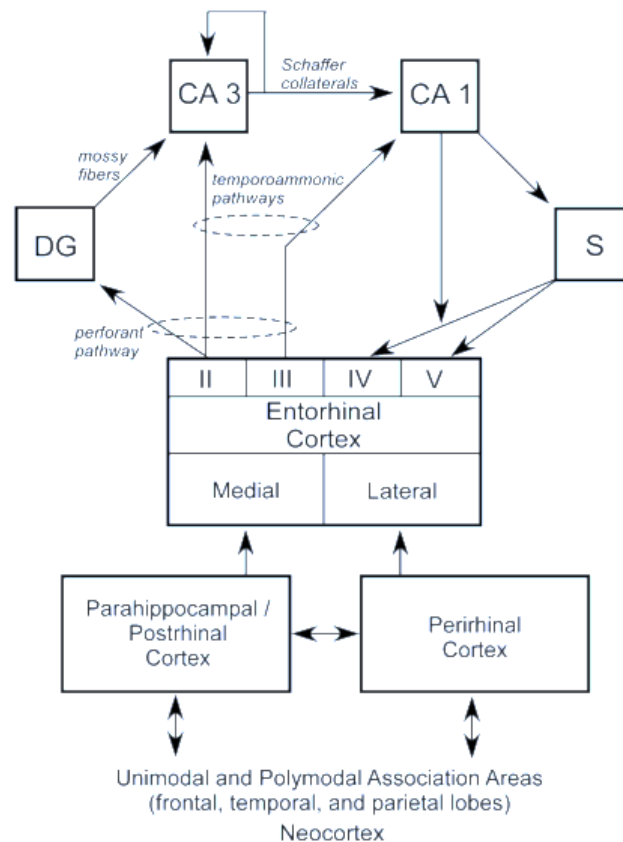 CA 3
Schaffer
collaterals
CA 1
mossy
fibers
temporoammonic
pathways
DG
S
perforant
pathway
II
III
IV
V
Entorhinal
Cortex
Medial
Lateral
Parahippocampal /
Postrhinal
Cortex
Perirhinal
Cortex
Unimodal and Polymodal Association Areas
(frontal, temporal, and parietal lobes)
Neocortex